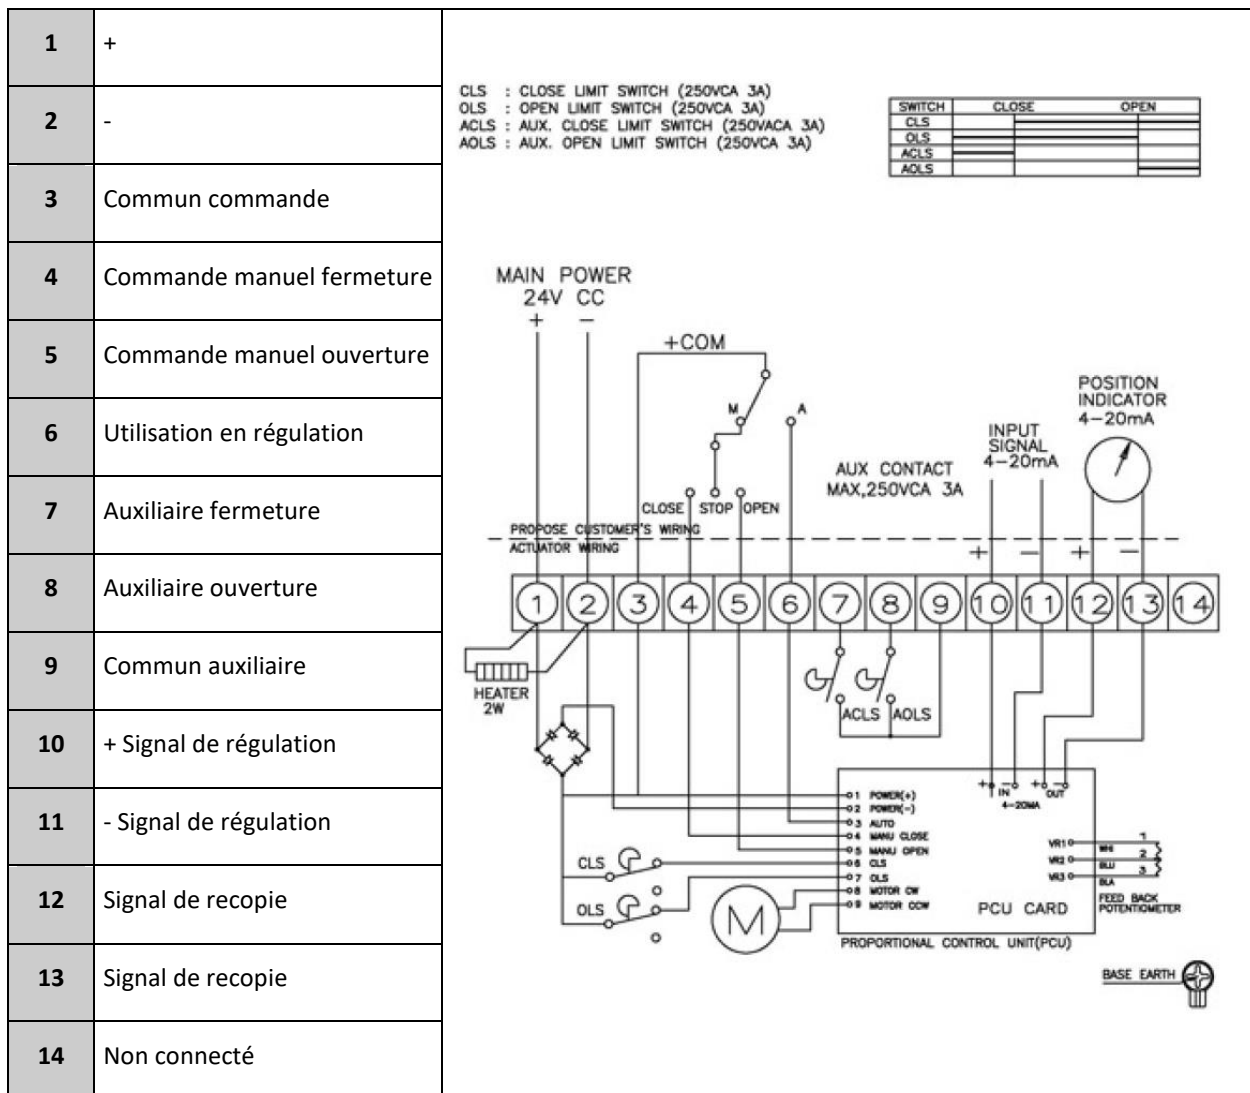 1 +
2 -
3 Commun commande
4 Commande manuel fermeture
5 Commande manuel ouverture
6 Utilisation en régulation
7 Auxiliaire fermeture
8 Auxiliaire ouverture
9 Commun auxiliaire
10 + Signal de régulation
11 - Signal de régulation
12 Signal de recopie
13 Signal de recopie
14 Non connecté
CLS : CLOSE LIMIT SWITCH (250VCA 3A)
OLS : OPEN LIMIT SWITCH (250VCA 3A)
ACLS : AUX. CLOSE LIMIT SWITCH (250VACA 3A)
AOLS : AUX. OPEN LIMIT SWITCH (250VCA 3A)
SWITCH CLOSE OPEN
CLS
OLS
ACLS
AOLS
MAIN POWER
24V CC
+ -
+COM
M A
CLOSE STOP OPEN
AUX CONTACT
MAX,250VCA 3A
INPUT
SIGNAL
4-20mA
POSITION
INDICATOR
4-20mA
PROPOSE CUSTOMER'S WIRING
ACTUATOR WIRING
+ - + -
1 2 3 4 5 6 7 8 9 10 11 12 13 14
HEATER
2W
ACLS AOLS
+ - + -
IN OUT
4-20MA
1 POWER(+)
2 POWER(-)
3 AUTO
4 MANU CLOSE
5 MANU OPEN
6 CLS
7 OLS
8 MOTOR CW
9 MOTOR CCW
CLS
OLS
M
VR1 WHI 1
VR2 BLU 2
VR3 BLA 3
FEED BACK
POTENTIOMETER
PCU CARD
PROPORTIONAL CONTROL UNIT(PCU)
BASE EARTH